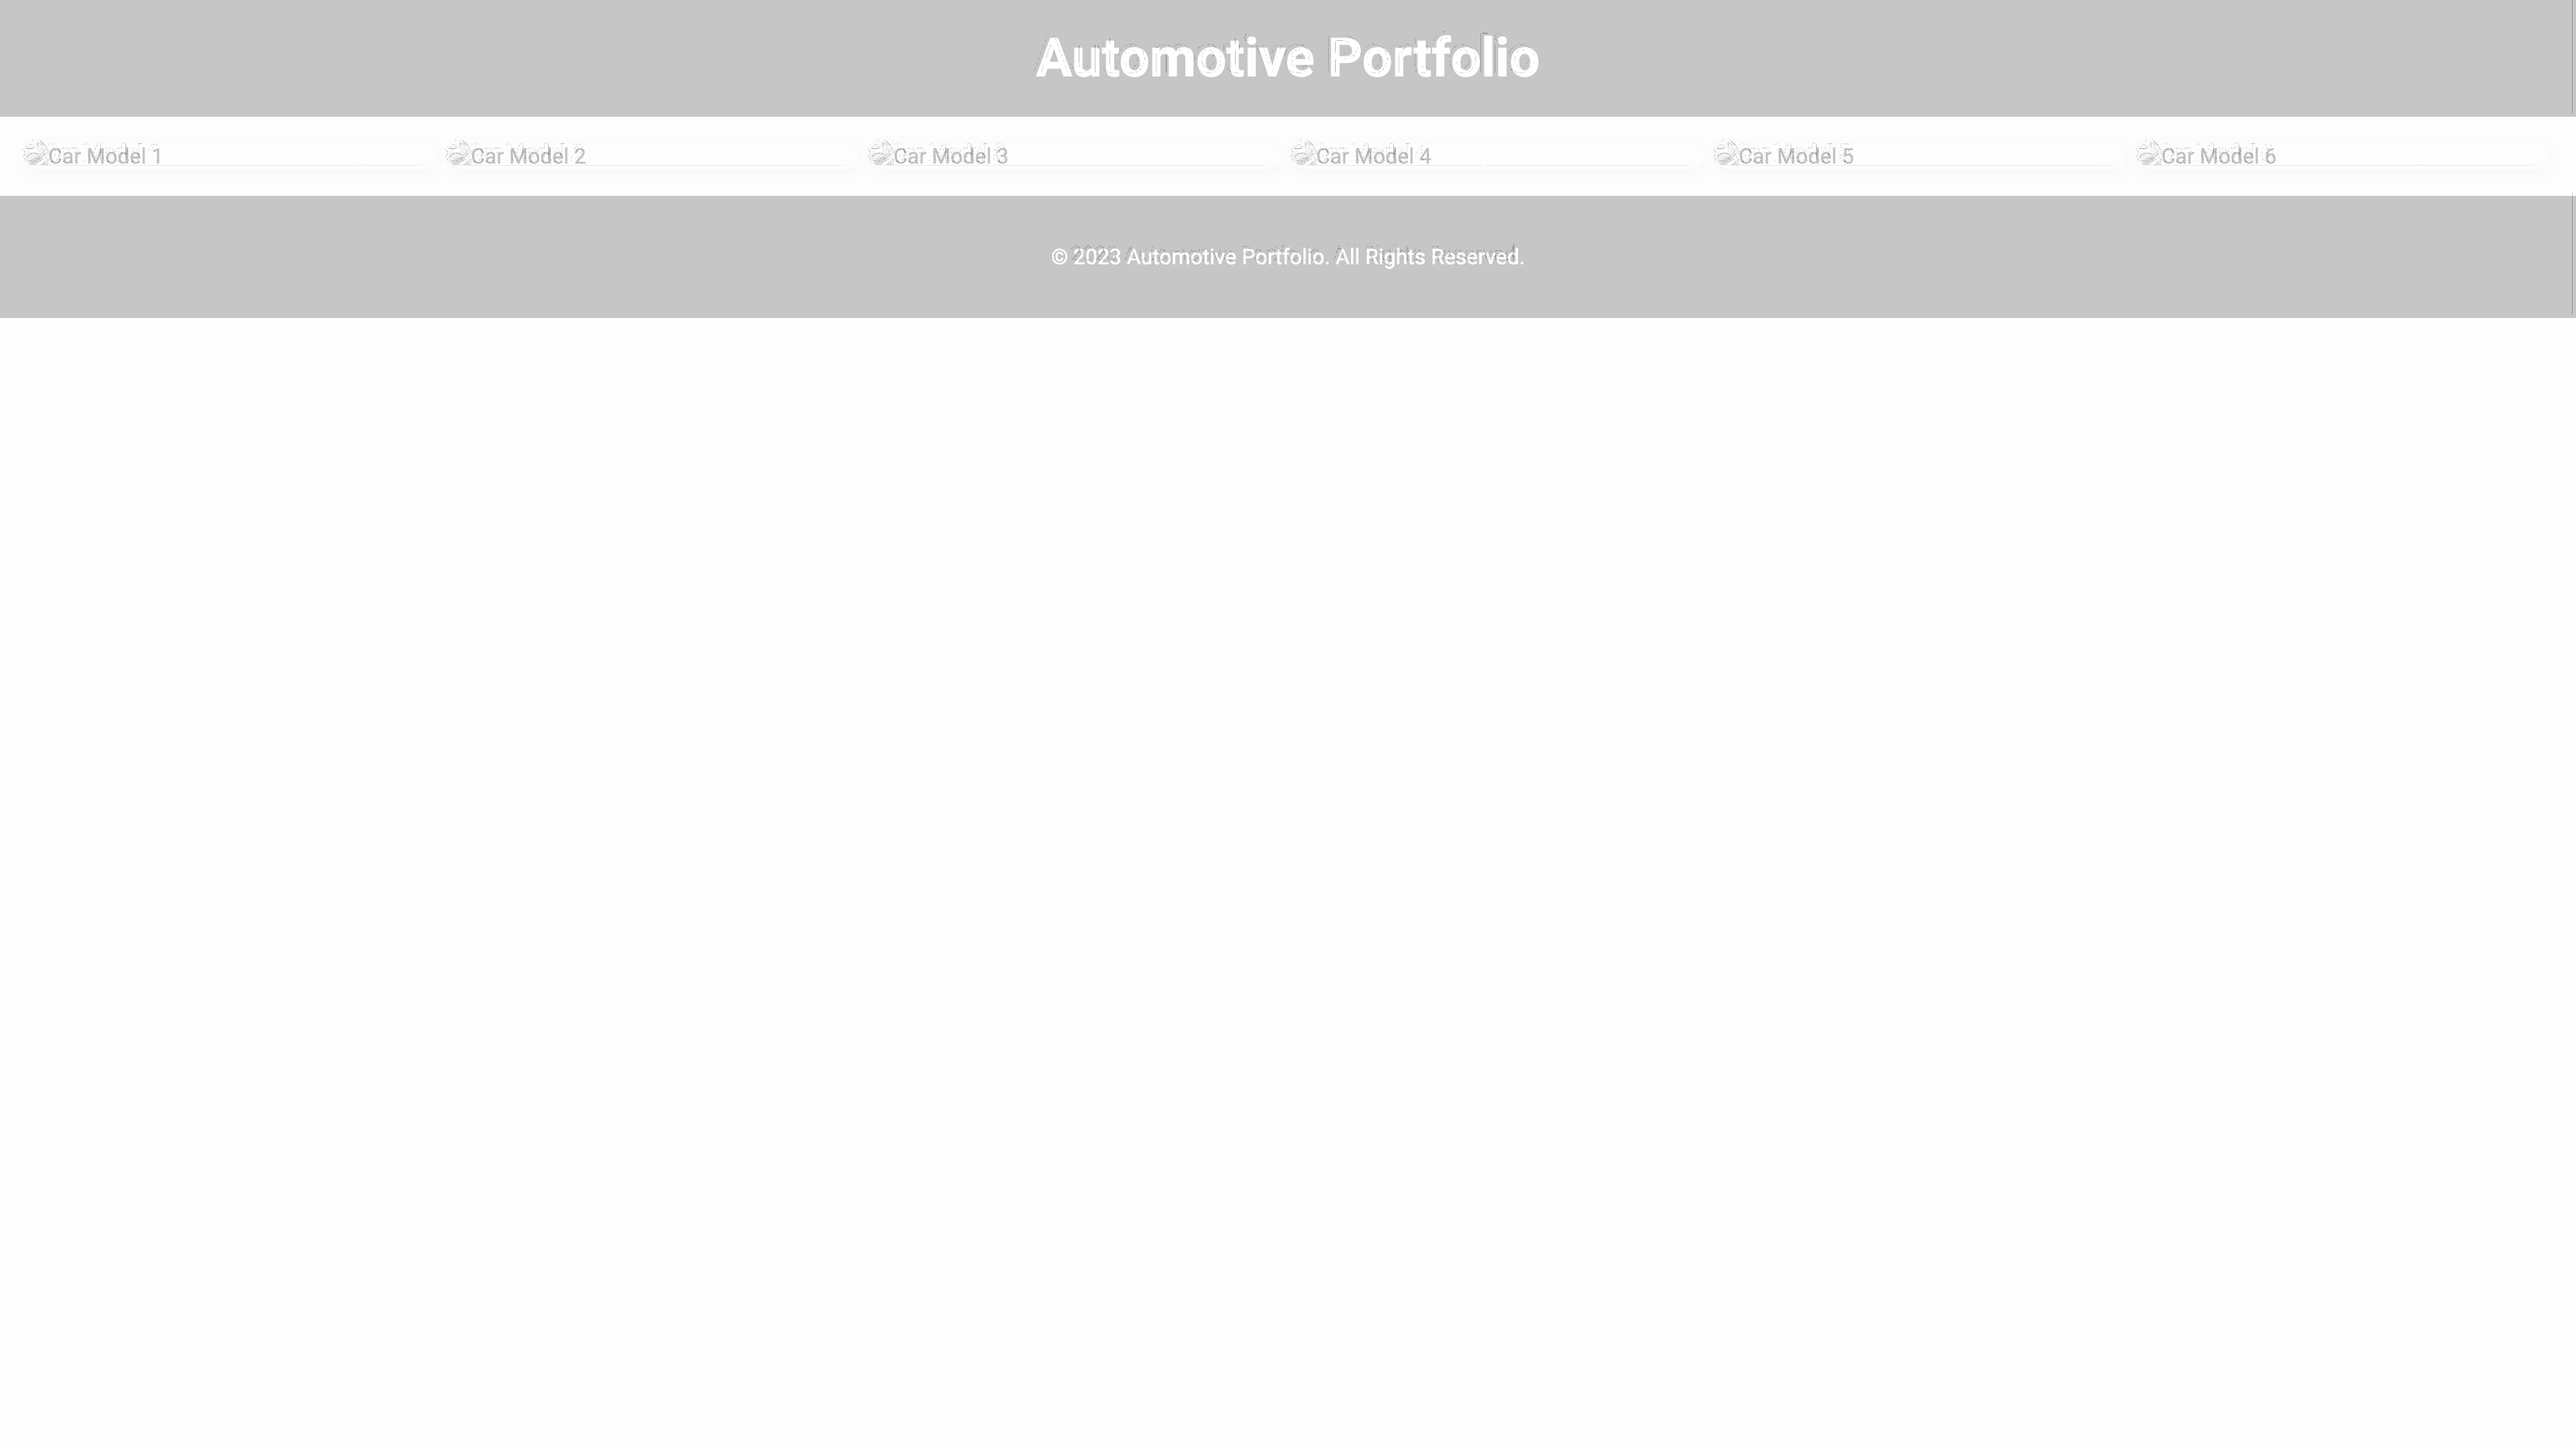 Automotive Portfolio
Car Model 1 Car Model 2 Car Model 3 Car Model 4 Car Model 5 Car Model 6
© 2023 Automotive Portfolio. All Rights Reserved.